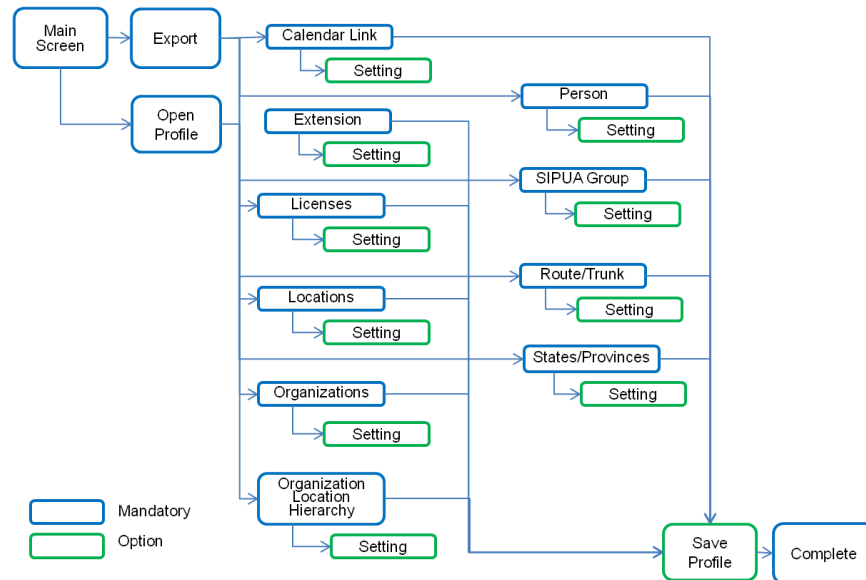 Main
Screen
Export
Calendar Link
Setting
Open
Profile
Person
Setting
Extension
Setting
SIPUA Group
Setting
Licenses
Setting
Route/Trunk
Setting
Locations
Setting
States/Provinces
Setting
Organizations
Setting
Organization
Location
Hierarchy
Setting
Mandatory
Option
Save
Profile
Complete